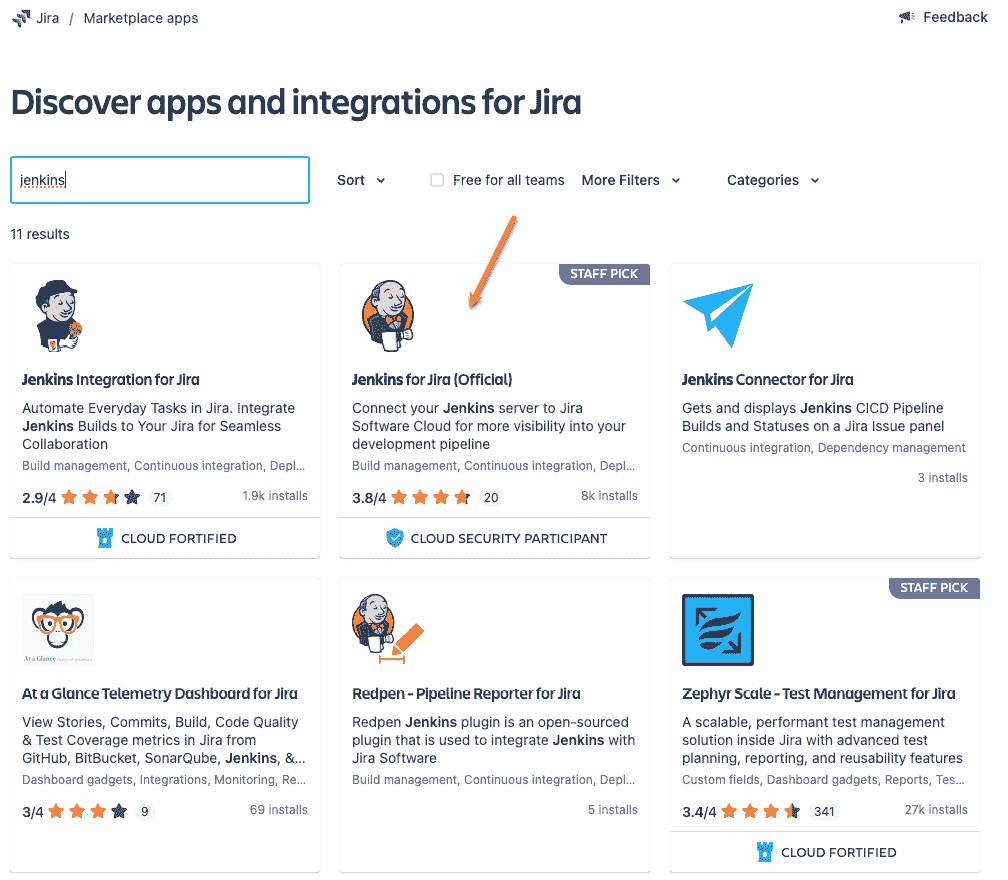 Jira / Marketplace apps
Feedback
Discover apps and integrations for Jira
jenkins
Sort
Free for all teams
More Filters
Categories
11 results
Jenkins Integration for Jira
Automate Everyday Tasks in Jira. Integrate
Jenkins Builds to Your Jira for Seamless
Collaboration
Build management, Continuous integration, Depl...
2.9/4 71 1.9k installs
CLOUD FORTIFIED
STAFF PICK
Jenkins for Jira (Official)
Connect your Jenkins server to Jira
Software Cloud for more visibility into your
development pipeline
Build management, Continuous integration, Depl...
3.8/4 20 8k installs
CLOUD SECURITY PARTICIPANT
Jenkins Connector for Jira
Gets and displays Jenkins CICD Pipeline
Builds and Statuses on a Jira Issue panel
Continuous integration, Dependency management
3 installs
At a Glance
At a Glance Telemetry Dashboard for Jira
View Stories, Commits, Build, Code Quality
& Test Coverage metrics in Jira from
GitHub, BitBucket, SonarQube, Jenkins, &...
Dashboard gadgets, Integrations, Monitoring, Re...
3/4 9 69 installs
Redpen - Pipeline Reporter for Jira
Redpen Jenkins plugin is an open-sourced
plugin that is used to integrate Jenkins with
Jira Software
Build management, Continuous integration, Depl...
5 installs
STAFF PICK
Zephyr Scale - Test Management for Jira
A scalable, performant test management
solution inside Jira with advanced test
planning, reporting, and reusability features
Custom fields, Dashboard gadgets, Reports, Tes...
3.4/4 341 27k installs
CLOUD FORTIFIED